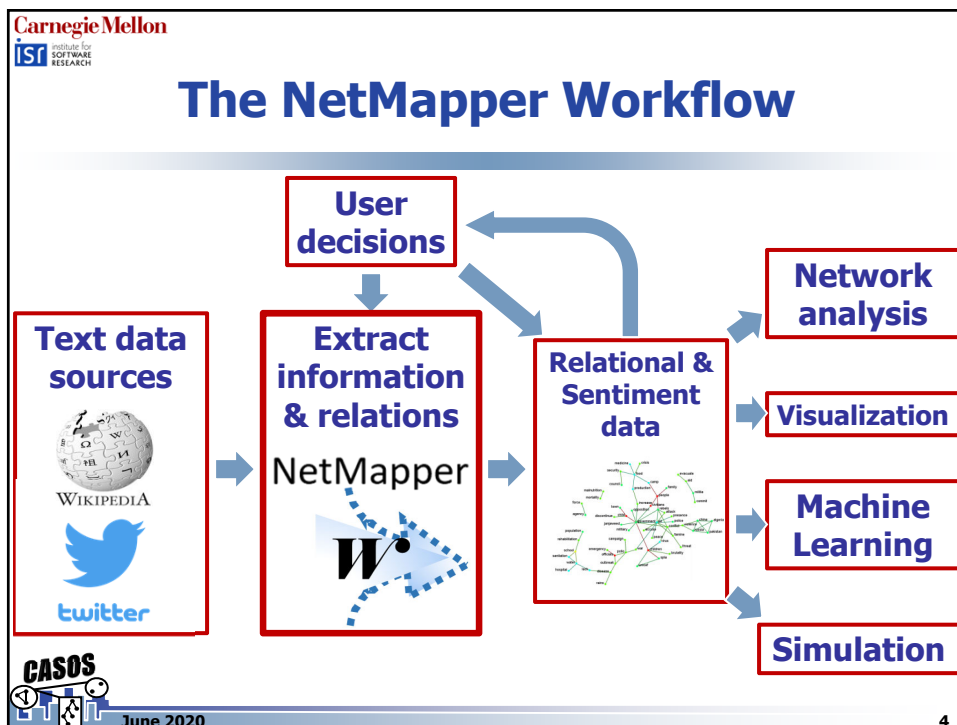 Carnegie Mellon
isr institute for
SOFTWARE
RESEARCH
The NetMapper Workflow
User
decisions
Text data
sources
WIKIPEDIA
twitter
Extract
information
& relations
NetMapper
W
Relational &
Sentiment
data
Network
analysis
Visualization
Machine
Learning
Simulation
CASOS
June 2020
4